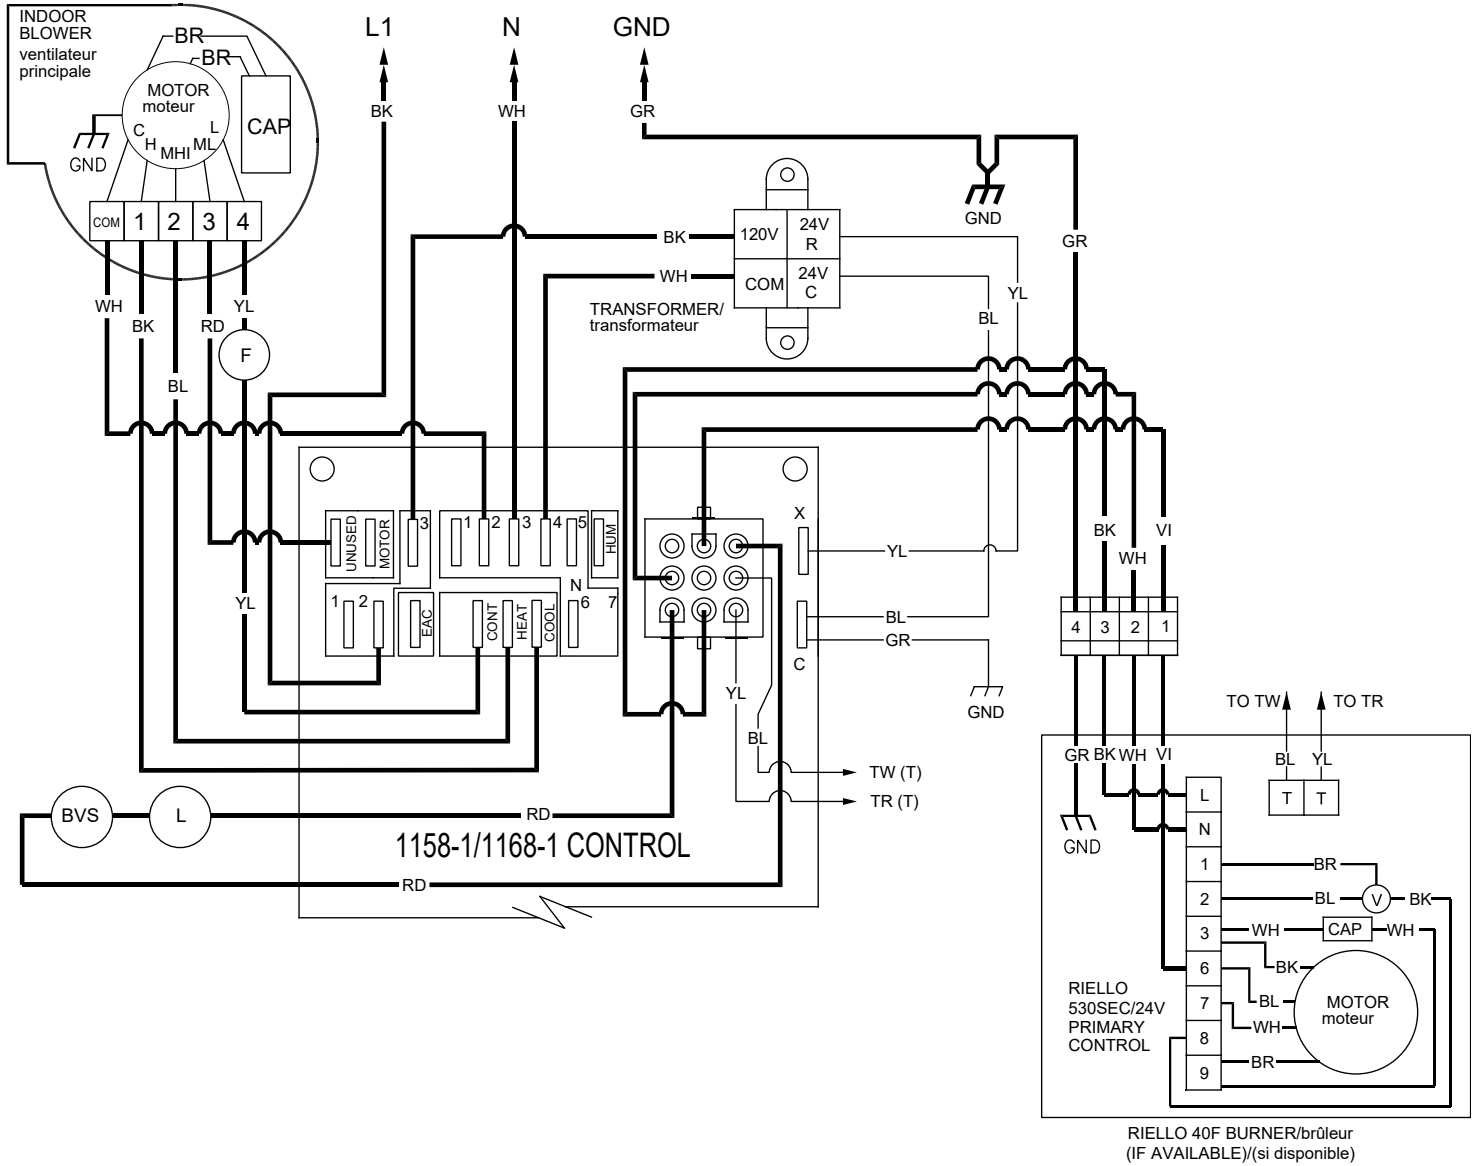 INDOOR
BLOWER
ventilateur
principale
BR
BR
MOTOR
moteur
CAP
C
H
MHI
ML
L
GND
COM 1 2 3 4
L1
N
GND
BK
WH
GR
GND
GR
120V
24V
R
COM
24V
C
BK
WH
TRANSFORMER/
transformateur
YL
BL
WH
BK
BL
RD
YL
F
YL
UNUSED
MOTOR
3
1
2
3
4
5
HUM
N
6
7
1
2
EAC
CONT
HEAT
COOL
X
YL
BL
GR
C
GND
YL
BL
TW (T)
TR (T)
BK
WH
VI
4 3 2 1
BVS
L
RD
1158-1/1168-1 CONTROL
RD
TO TW
TO TR
BL
YL
T T
GR BK WH VI
GND
L
N
1
2
3
6
7
8
9
BR
BL
V
BK
WH
CAP
WH
BK
BL
WH
BR
MOTOR
moteur
RIELLO
530SEC/24V
PRIMARY
CONTROL
RIELLO 40F BURNER/brûleur
(IF AVAILABLE)/(si disponible)